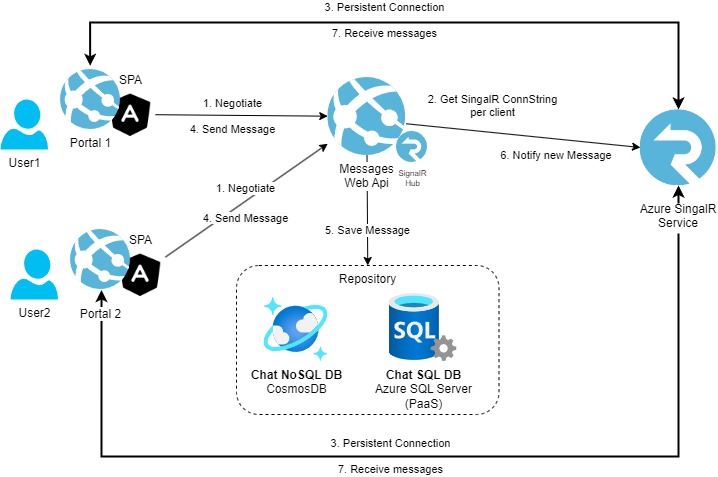 3. Persistent Connection
7. Receive messages
SPA
A
User1
Portal 1
1. Negotiate
4. Send Message
2. Get SingalR ConnString
per client
6. Notify new Message
Messages
Web Api
SignalR
Hub
Azure SingalR
Service
1. Negotiate
4. Send Message
SPA
A
User2
Portal 2
5. Save Message
Repository
SQL
Chat NoSQL DB
CosmosDB
Chat SQL DB
Azure SQL Server
(PaaS)
3. Persistent Connection
7. Receive messages